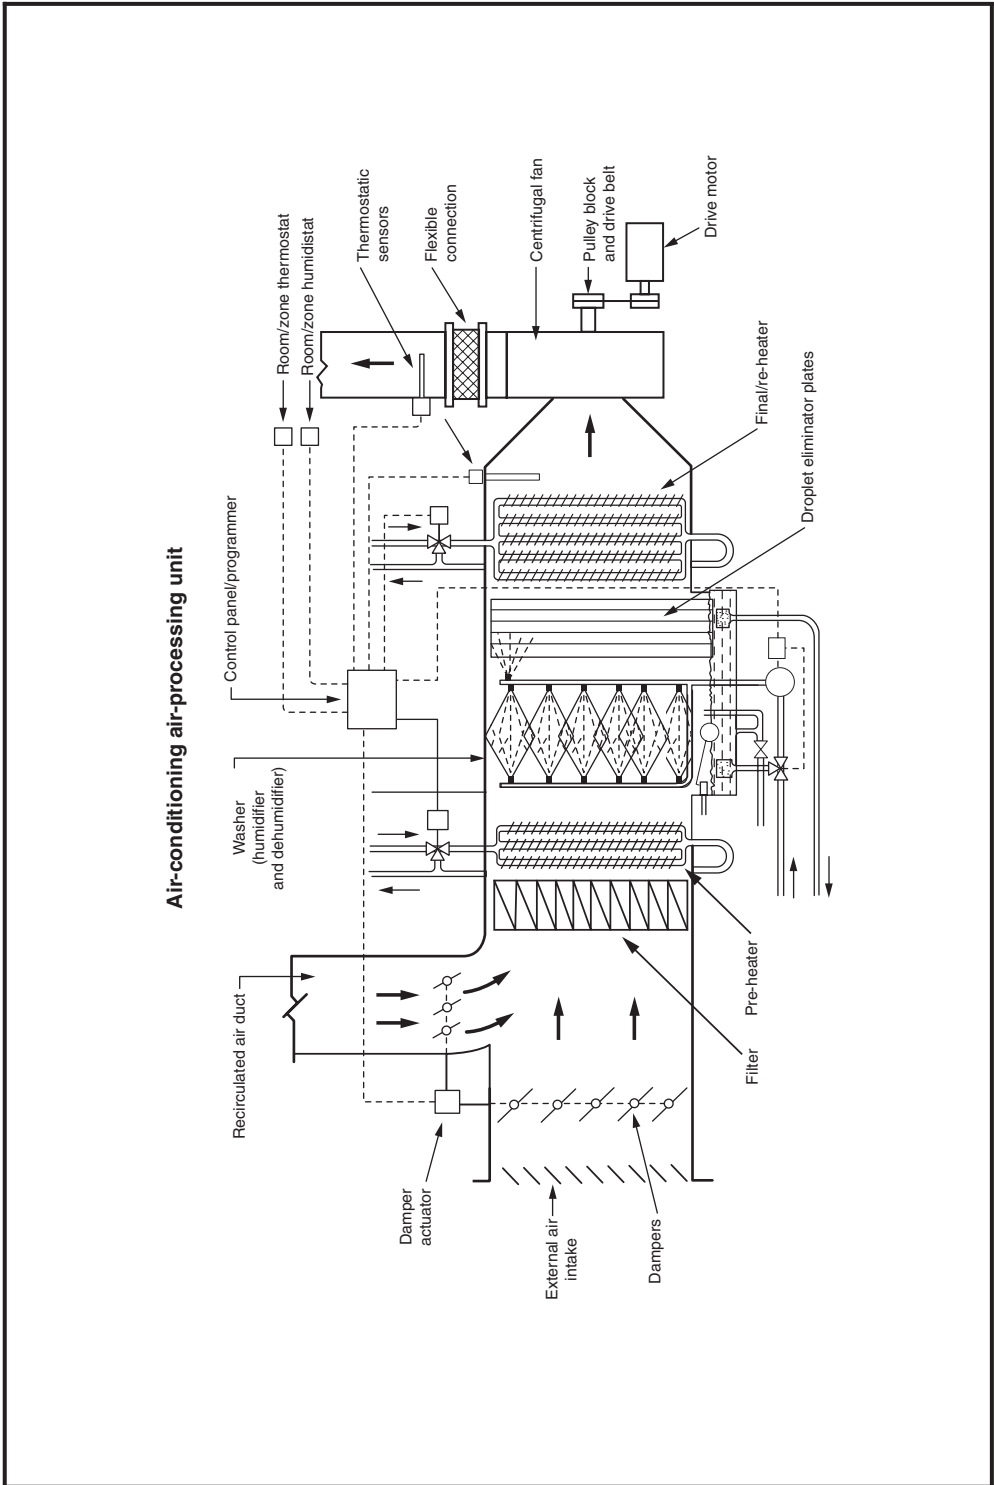 Air-conditioning air-processing unit
Room/zone thermostat
Room/zone humidistat
Control panel/programmer
Thermostatic
sensors
Flexible
connection
Washer
(humidifier
and dehumidifier)
Recirculated air duct
Centrifugal fan
Pulley block
and drive belt
Drive motor
Damper
actuator
External air
intake
Dampers
Filter
Pre-heater
Final/re-heater
Droplet eliminator plates